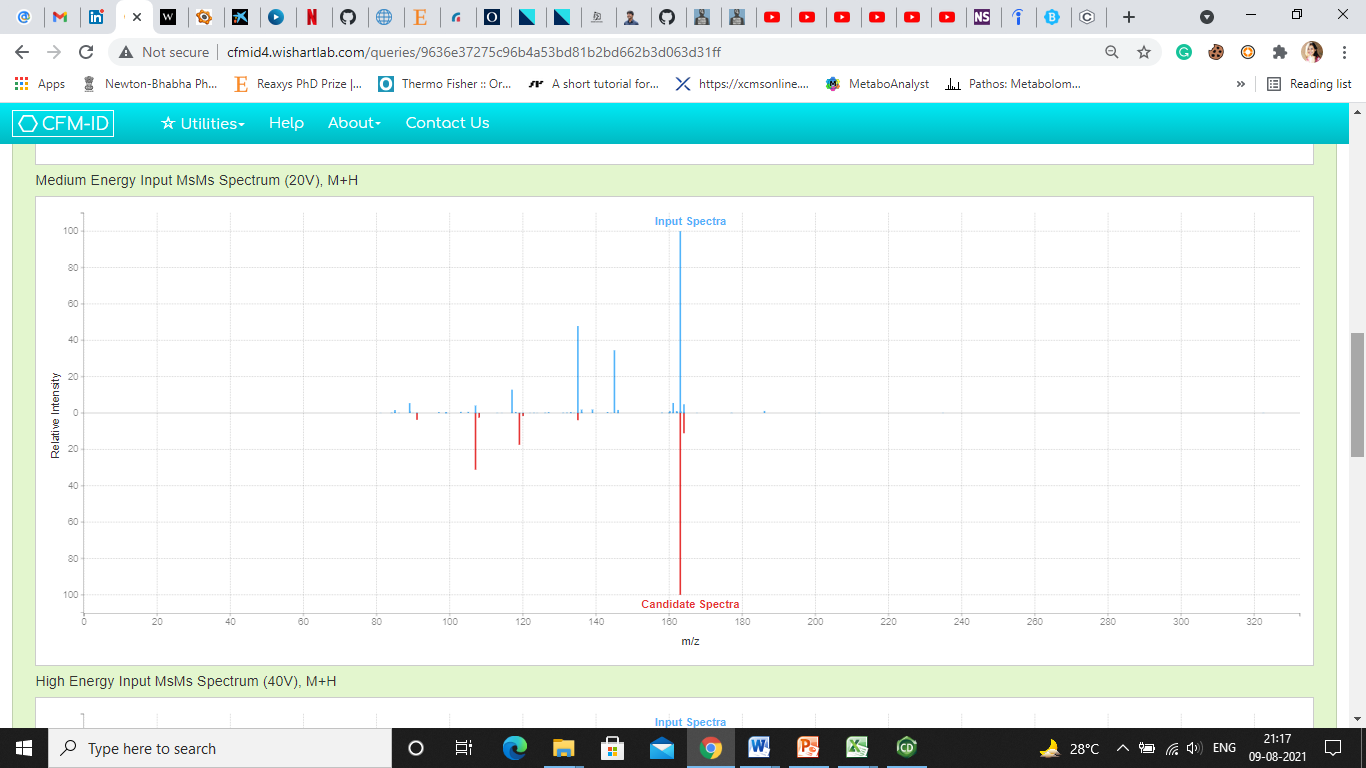 Not secure | cfmid4.wishartlab.com/queries/9636e37275c96b4a53bd81b2bd662b3d063d31ff
Apps Newton-Bhabha Ph... Reaxys PhD Prize |... Thermo Fisher :: Or... A short tutorial for... https://xcmsonline.... MetaboAnalyst Pathos: Metabolom... » Reading list
CFM-ID Utilities Help About Contact Us
Medium Energy Input MsMs Spectrum (20V), M+H
Input Spectra
100
80
60
40
20
0
20
40
60
80
100
Relative Intensity
Candidate Spectra
0 20 40 60 80 100 120 140 160 180 200 220 240 260 280 300 320
m/z
High Energy Input MsMs Spectrum (40V), M+H
Input Spectra
Type here to search 28°C ENG 21:17
09-08-2021